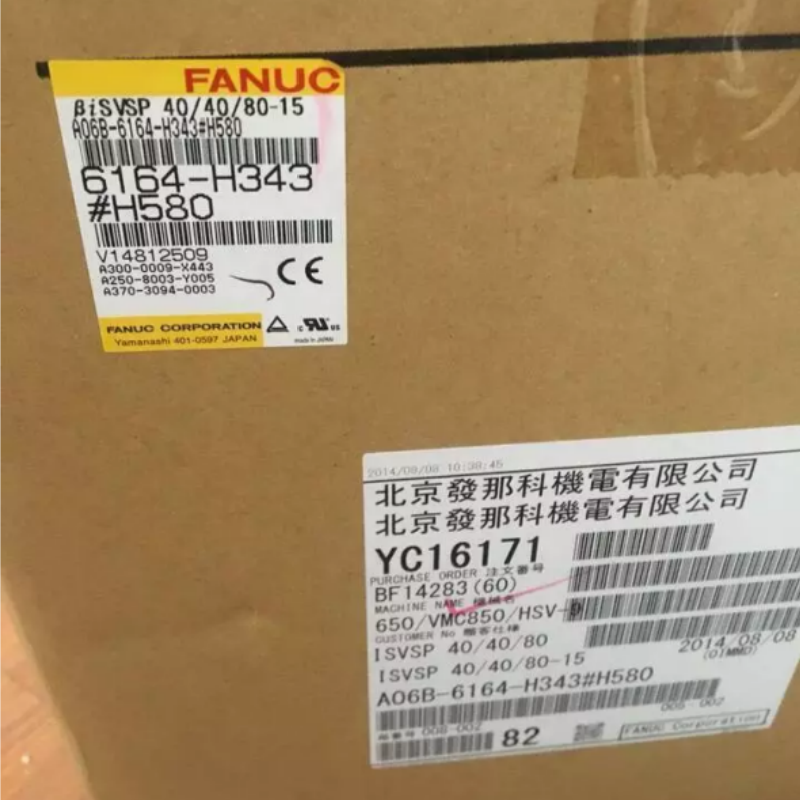 FANUC
βiSVSP 40/40/80-15
A06B-6164-H343#H580
6164-H343
#H580
V14812509
A300-0009-X443
A250-8003-Y005
A370-3094-0003
CE
FANUC CORPORATION
Yamanashi 401-0597 JAPAN
c UR us
made in JAPAN
2014/08/08 10:38:45
北京發那科機電有限公司
北京發那科機電有限公司
YC16171
PURCHASE ORDER 注文番号
BF14283(60)
MACHINE NAME 機械名
650/VMC850/HSV-
CUSTOMER No 顧客仕様
ISVSP 40/40/80
2014/08/08
(DIMMD)
ISVSP 40/40/80-15
A06B-6164-H343#H580
006-002
008-002
82
FANUC Corporation